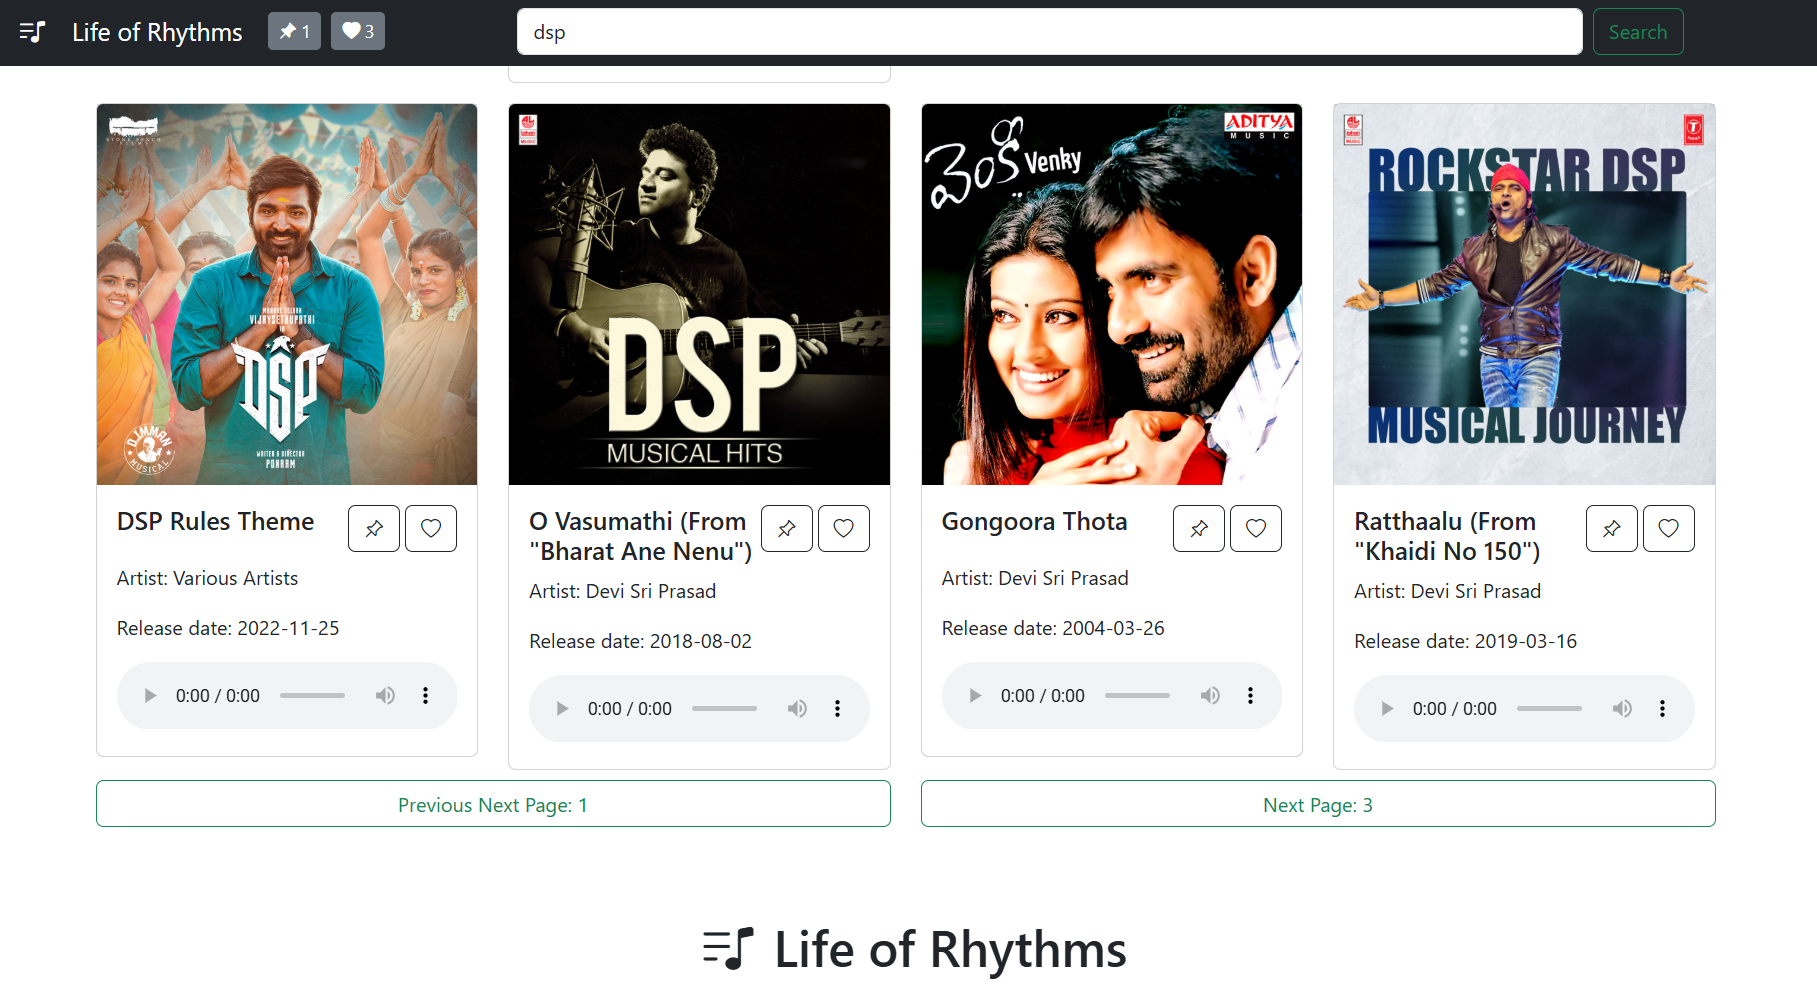 Life of Rhythms
1
3
dsp
Search
STONE BENCH
MAKKAL SELVAN
VIJAYSETHUPATHI
IN
DSP
D.IMMAN
MUSICAL
WRITER & DIRECTOR
PONRAM
DSP
MUSICAL HITS
వెంకీ Venky
ADITYA
MUSIC
ROCKSTAR DSP
MUSICAL JOURNEY
DSP Rules Theme
Artist: Various Artists
Release date: 2022-11-25
0:00 / 0:00
O Vasumathi (From
"Bharat Ane Nenu")
Artist: Devi Sri Prasad
Release date: 2018-08-02
0:00 / 0:00
Gongoora Thota
Artist: Devi Sri Prasad
Release date: 2004-03-26
0:00 / 0:00
Ratthaalu (From
"Khaidi No 150")
Artist: Devi Sri Prasad
Release date: 2019-03-16
0:00 / 0:00
Previous Next Page: 1
Next Page: 3
Life of Rhythms